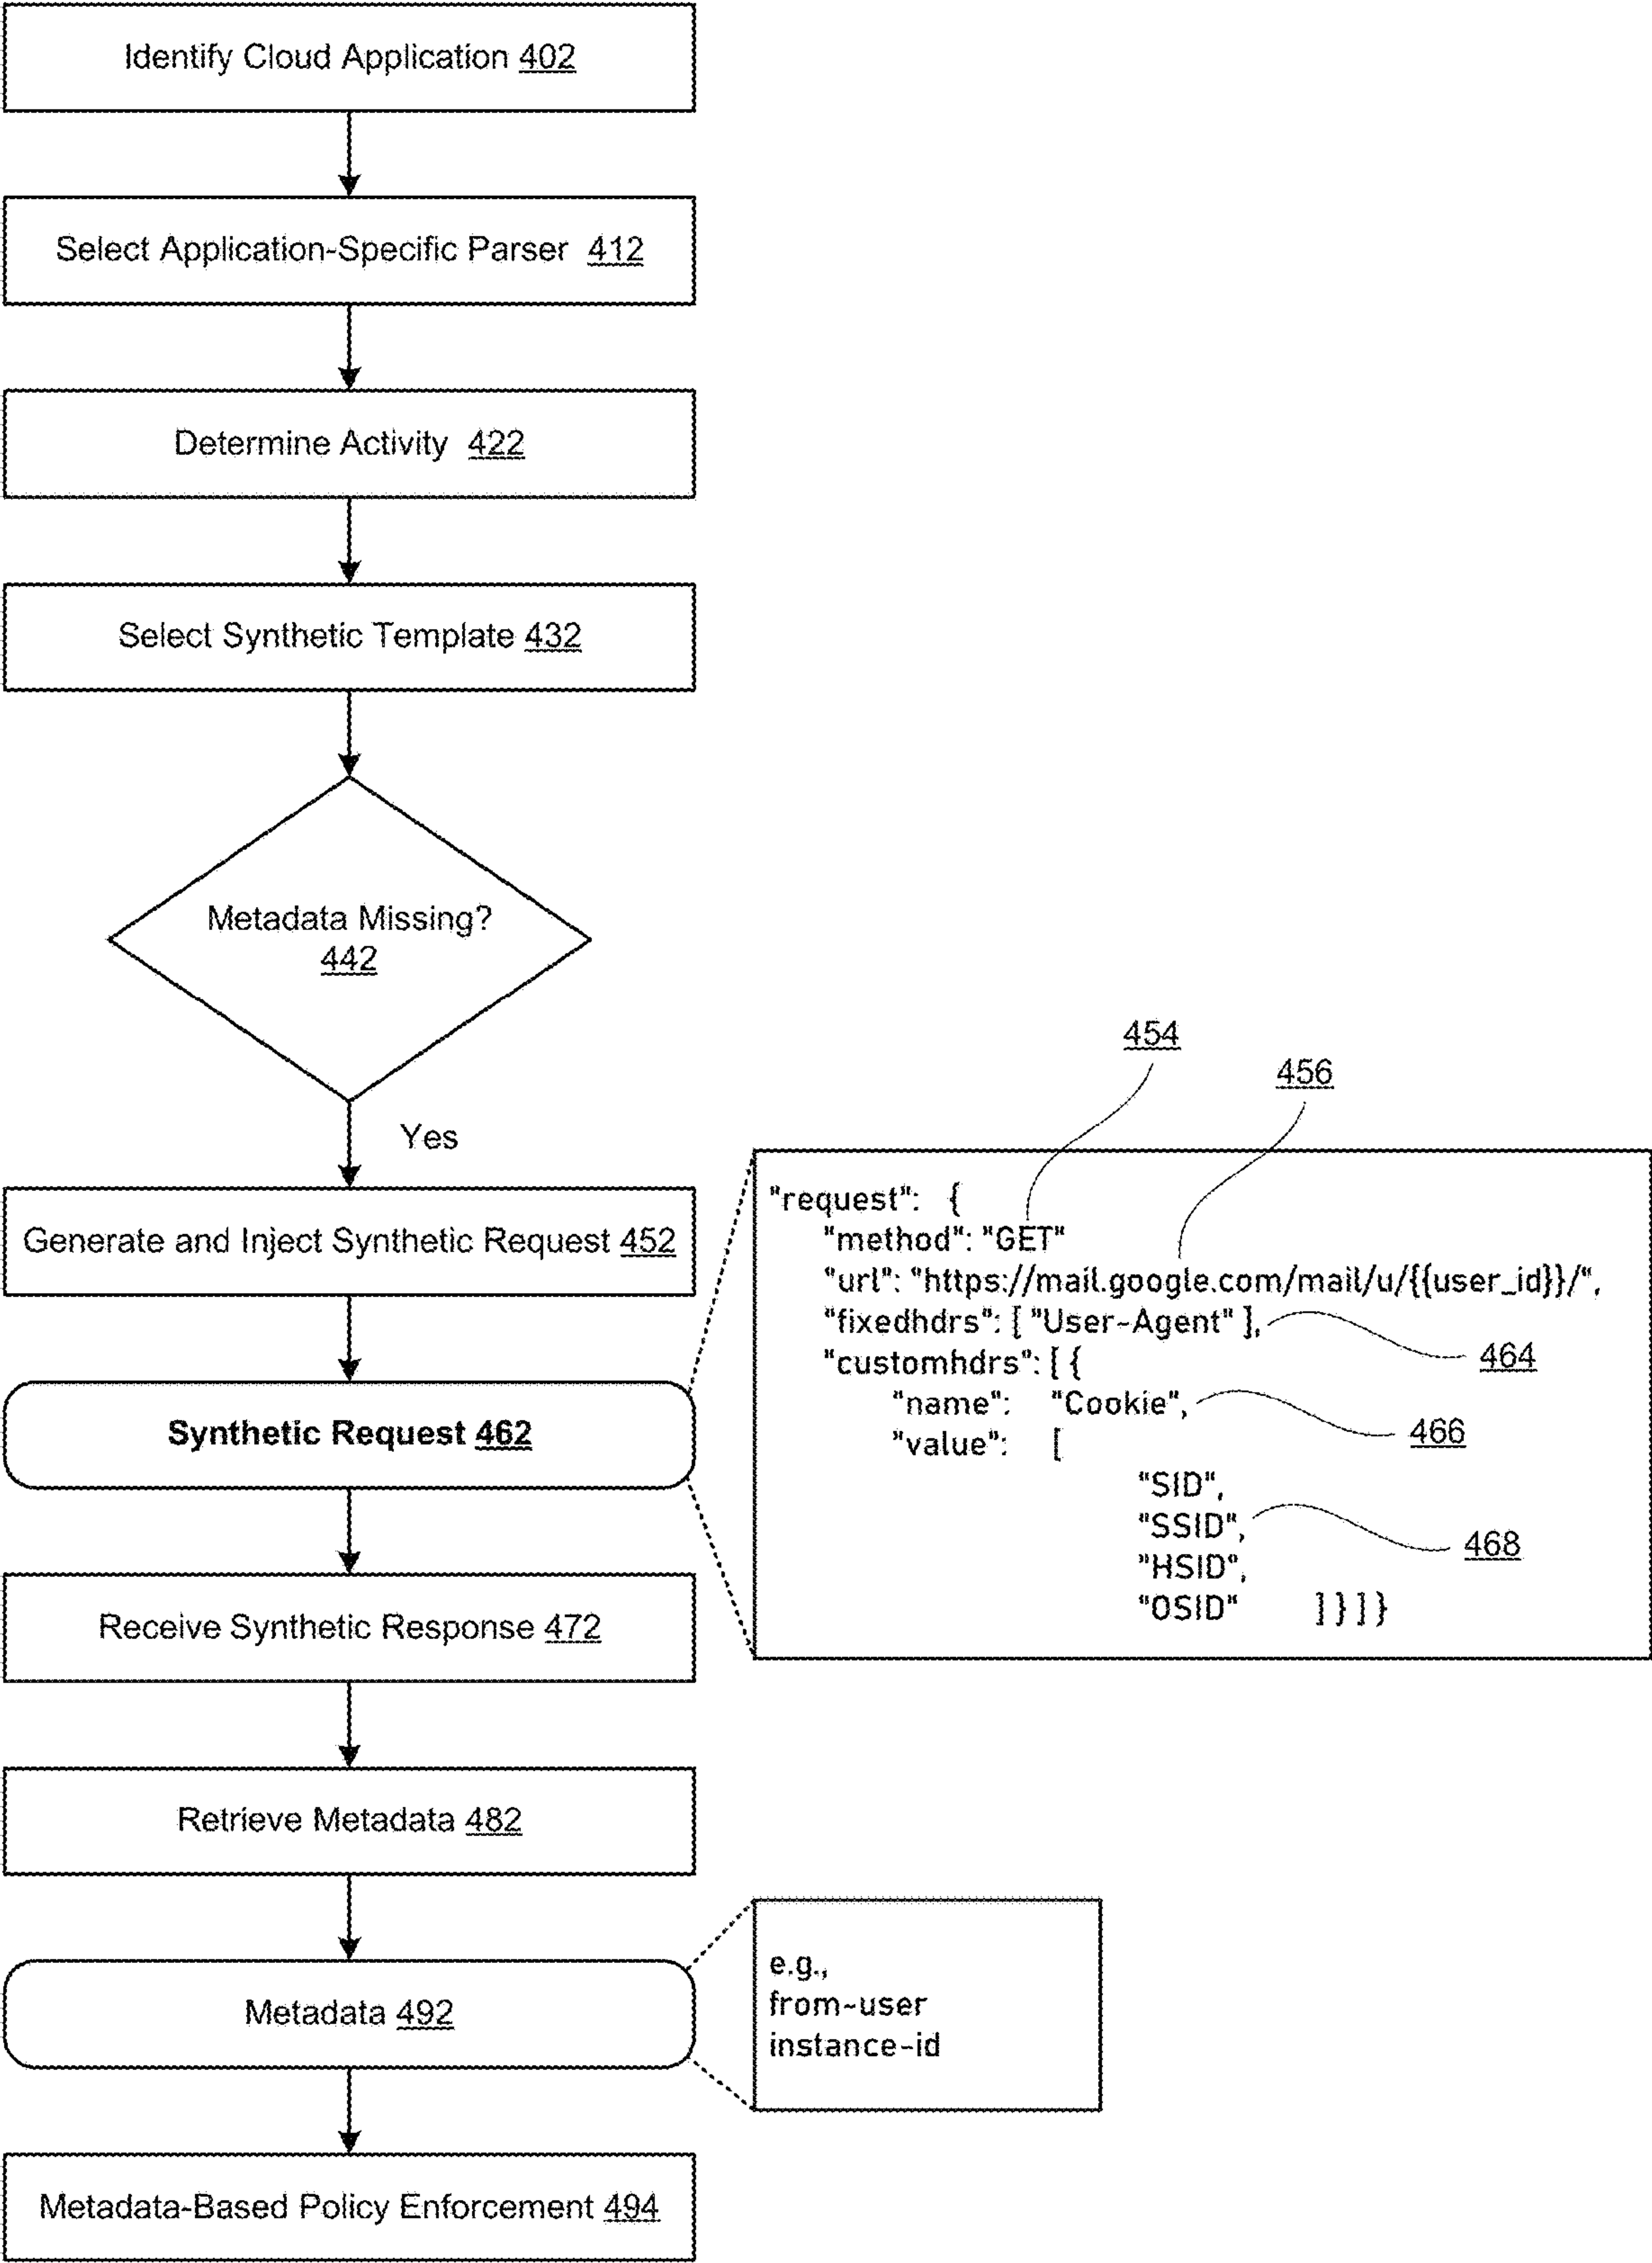 Identify Cloud Application 402
Select Application-Specific Parser 412
Determine Activity 422
Select Synthetic Template 432
Metadata Missing?
442
Yes
Generate and Inject Synthetic Request 452
Synthetic Request 462
454
456
"request": {
"method": "GET"
"url": "https://mail.google.com/mail/u/{{user_id}}/",
"fixedhdrs": [ "User-Agent" ],
464
"customhdrs": [ {
"name": "Cookie",
466
"value": [
"SID",
"SSID",
468
"HSID",
"OSID" ] } ] }
Receive Synthetic Response 472
Retrieve Metadata 482
Metadata 492
e.g.,
from-user
instance-id
Metadata-Based Policy Enforcement 494